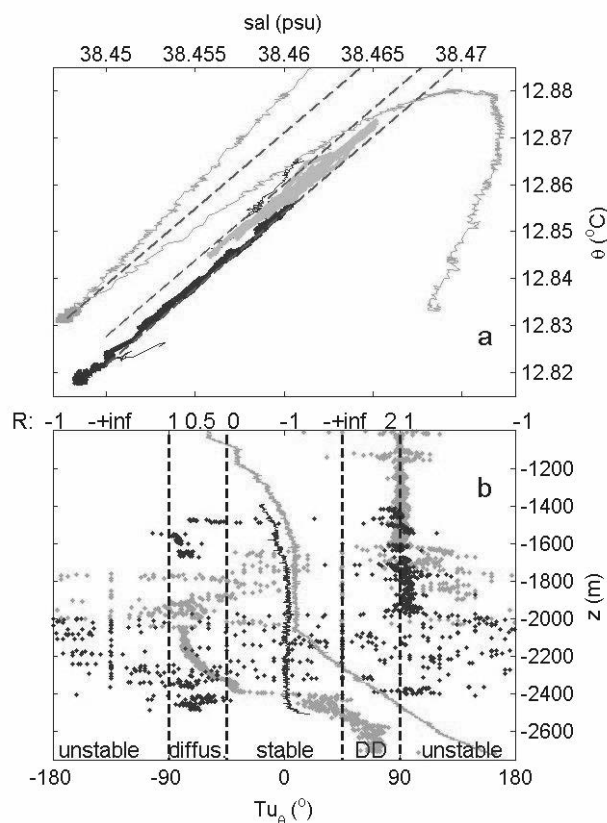 sal (psu)
38.45 38.455 38.46 38.465 38.47
12.88
12.87
12.86
12.85
12.84
12.83
12.82
θ (°C)
a
R: -1 -+inf 1 0.5 0 -1 -+inf 2 1 -1
b
-1200
-1400
-1600
-1800
-2000
-2200
-2400
-2600
z (m)
unstable diffus. stable DD unstable
-180 -90 0 90 180
Tuθ (°)